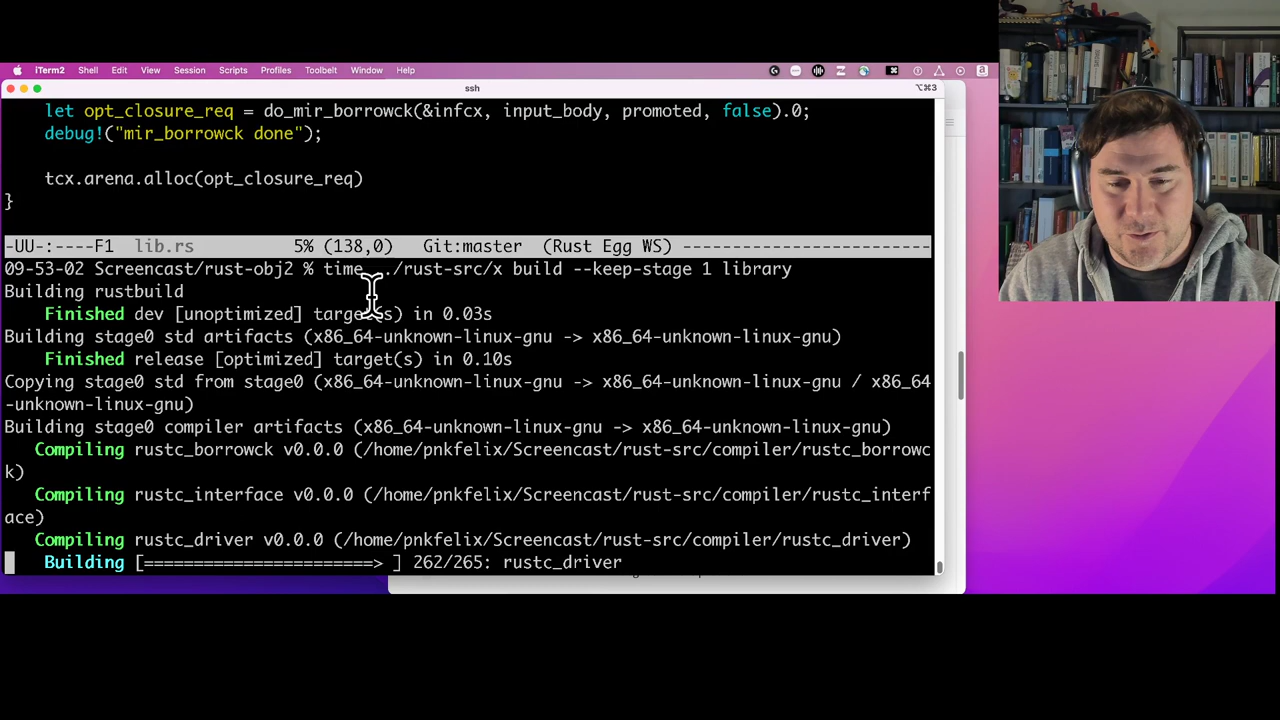 iTerm2 Shell Edit View Session Scripts Profiles Toolbelt Window Help
ssh
⌥⌘3
let opt_closure_req = do_mir_borrowck(&infcx, input_body, promoted, false).0;
debug!("mir_borrowck done");
tcx.arena.alloc(opt_closure_req)
}
-UU-:----F1 lib.rs 5% (138,0) Git:master (Rust Egg WS) --------------------------
09-53-02 Screencast/rust-obj2 % time ../rust-src/x build --keep-stage 1 library
Building rustbuild
Finished dev [unoptimized] target(s) in 0.03s
Building stage0 std artifacts (x86_64-unknown-linux-gnu -> x86_64-unknown-linux-gnu)
Finished release [optimized] target(s) in 0.10s
Copying stage0 std from stage0 (x86_64-unknown-linux-gnu -> x86_64-unknown-linux-gnu / x86_64
-unknown-linux-gnu)
Building stage0 compiler artifacts (x86_64-unknown-linux-gnu -> x86_64-unknown-linux-gnu)
Compiling rustc_borrowck v0.0.0 (/home/pnkfelix/Screencast/rust-src/compiler/rustc_borrowc
k)
Compiling rustc_interface v0.0.0 (/home/pnkfelix/Screencast/rust-src/compiler/rustc_interf
ace)
Compiling rustc_driver v0.0.0 (/home/pnkfelix/Screencast/rust-src/compiler/rustc_driver)
Building [=======================> ] 262/265: rustc_driver